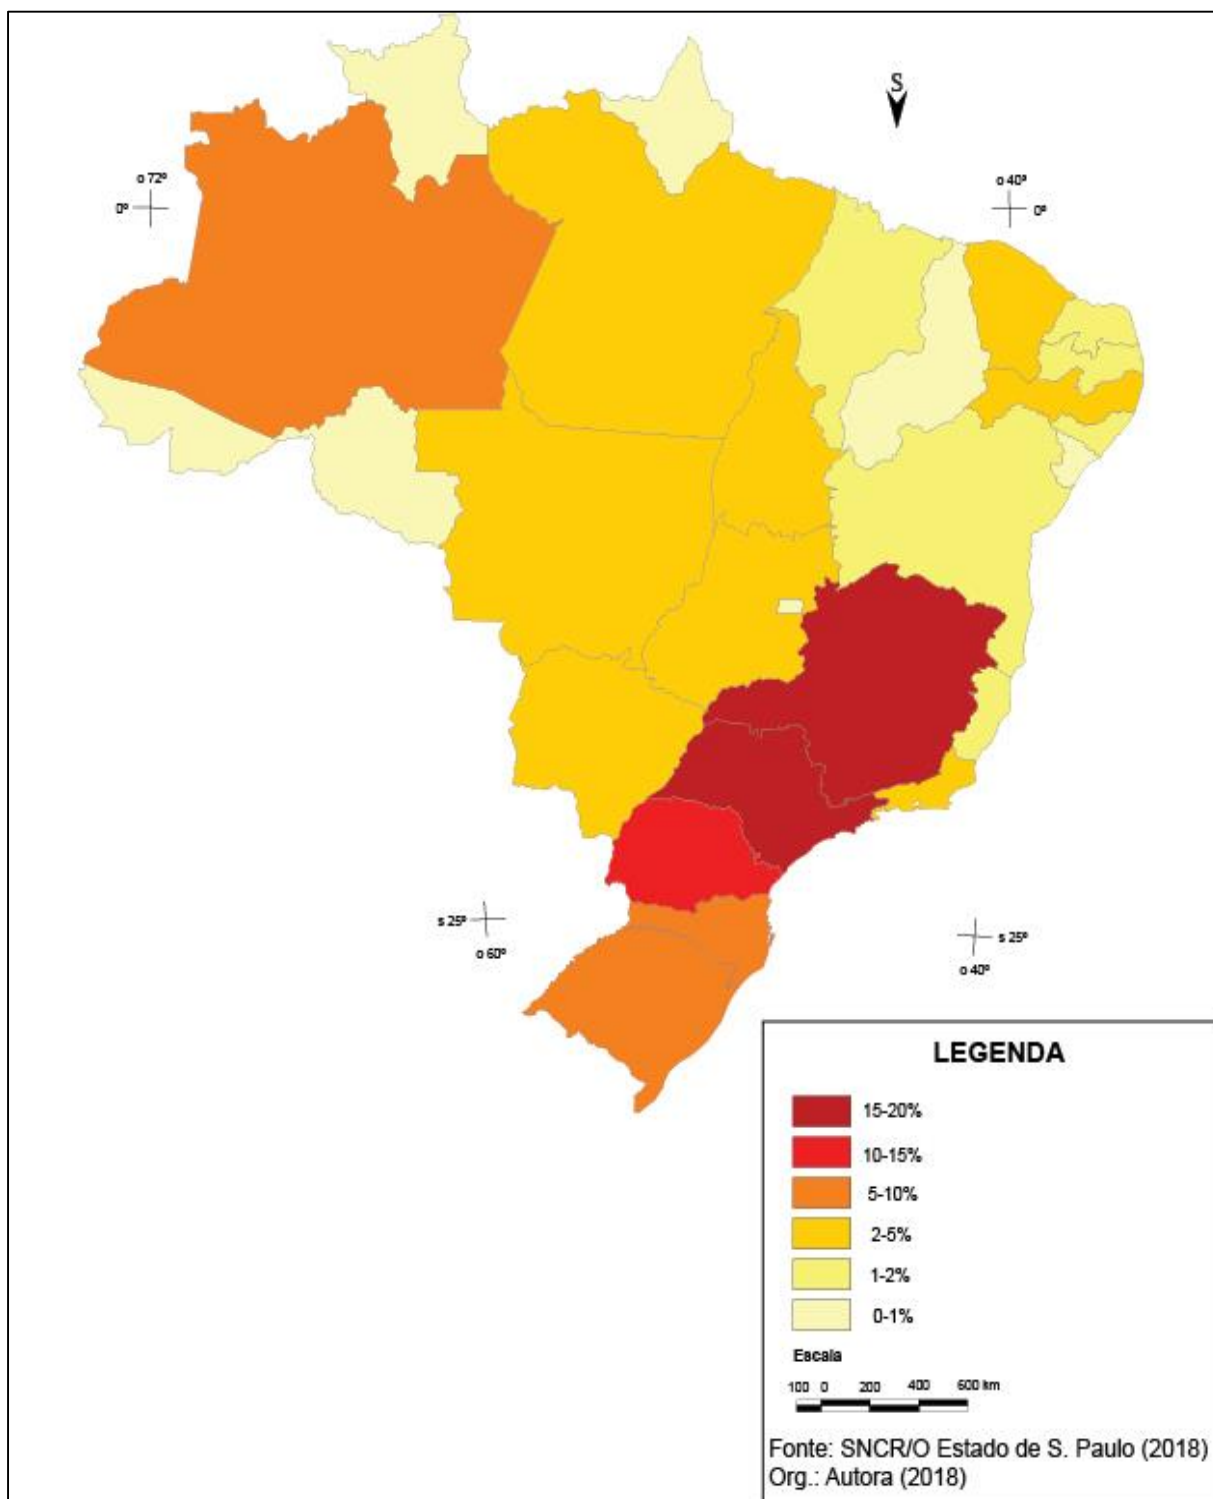 S
o 72º
0º
o 40º
0º
s 25º
o 60º
s 25º
o 40º
LEGENDA
15-20%
10-15%
5-10%
2-5%
1-2%
0-1%
Escala
100 0 200 400 600 km
Fonte: SNCR/O Estado de S. Paulo (2018)
Org.: Autora (2018)